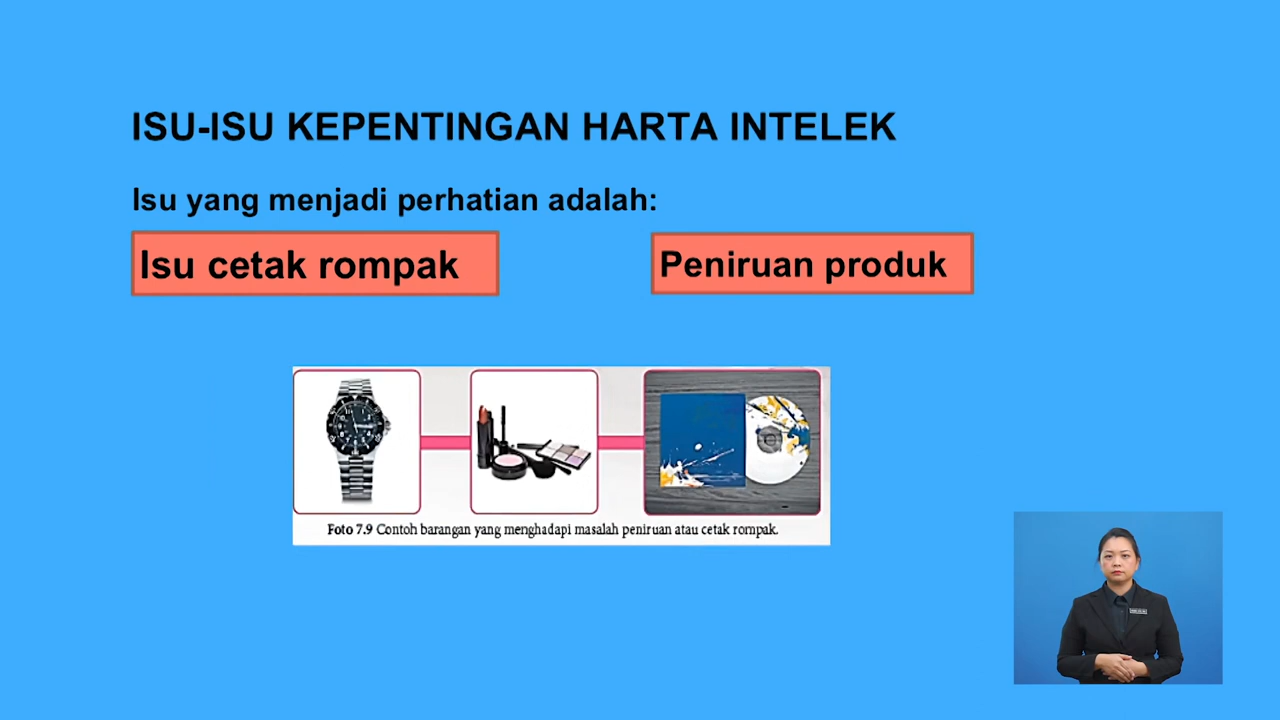 ISU-ISU KEPENTINGAN HARTA INTELEK
Isu yang menjadi perhatian adalah:
Isu cetak rompak
Peniruan produk
Foto 7.9 Contoh barangan yang menghadapi masalah peniruan atau cetak rompak.